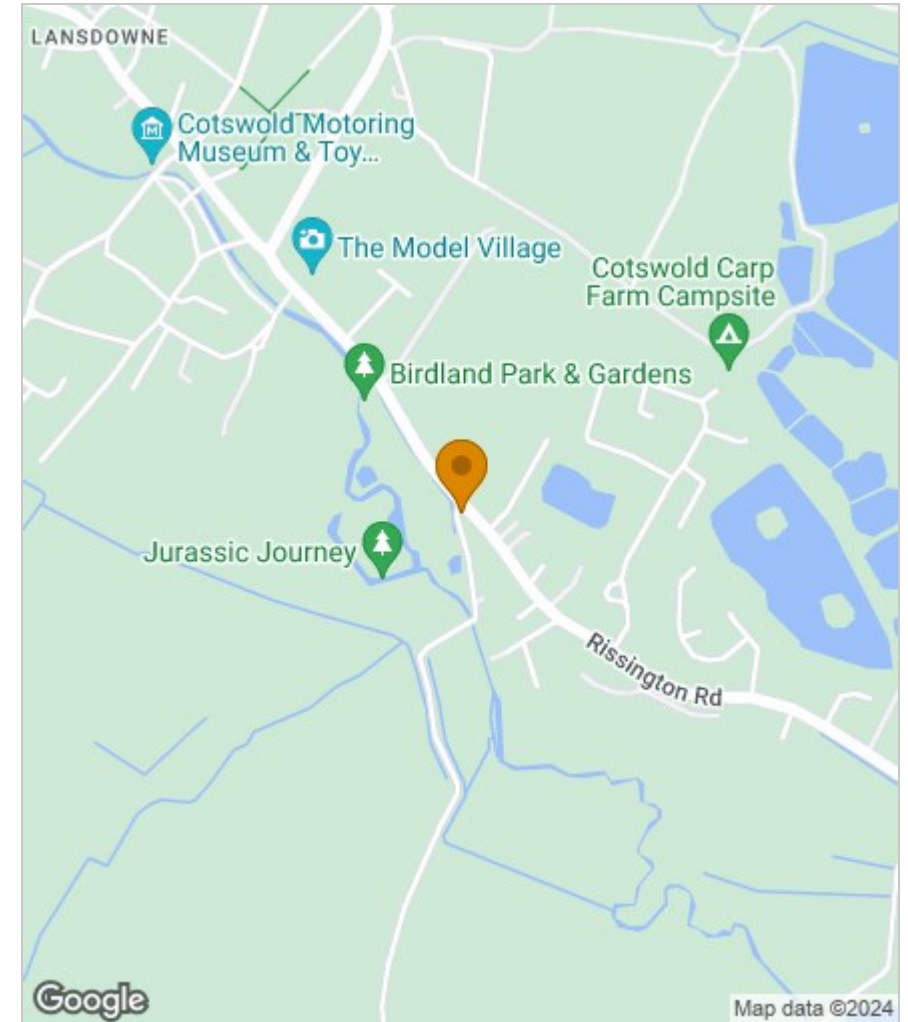 LANSDOWNE
Cotswold Motoring
Museum & Toy...
The Model Village
Cotswold Carp
Farm Campsite
Birdland Park & Gardens
Jurassic Journey
Rissington Rd
Google
Map data ©2024